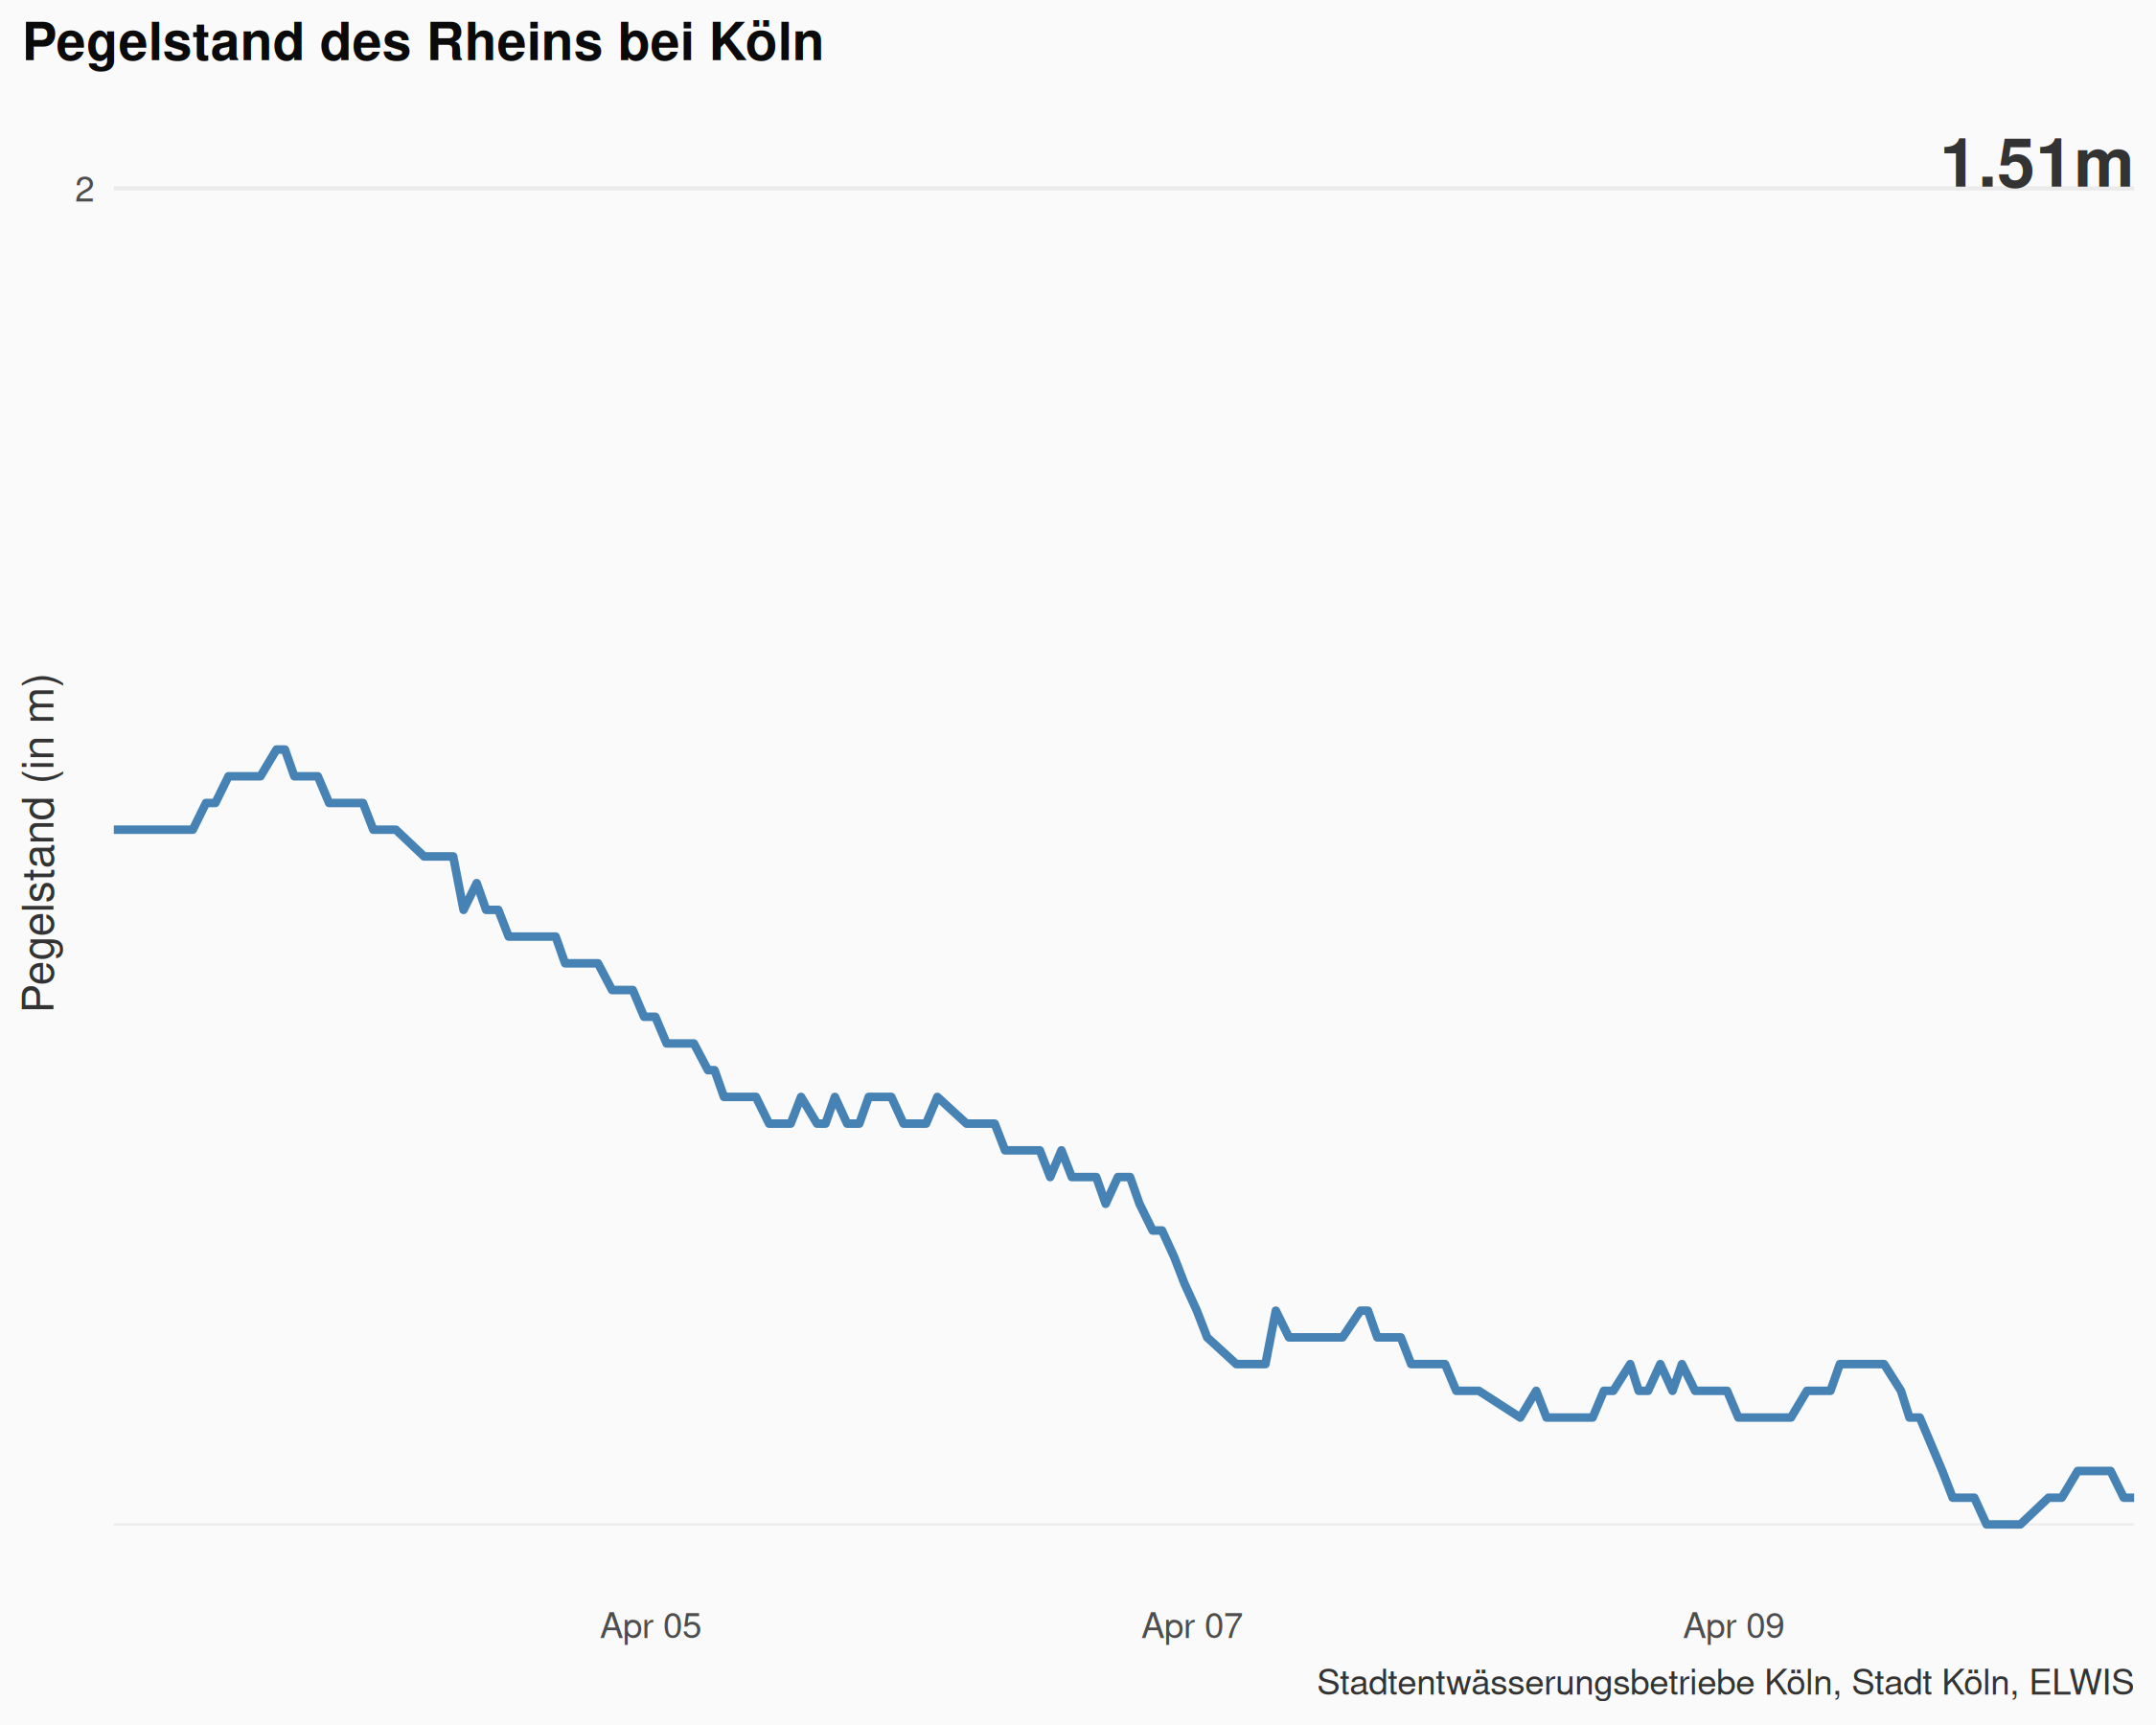 Pegelstand des Rheins bei Köln
1.51m
2
Pegelstand (in m)
Apr 05
Apr 07
Apr 09
Stadtentwässerungsbetriebe Köln, Stadt Köln, ELWIS